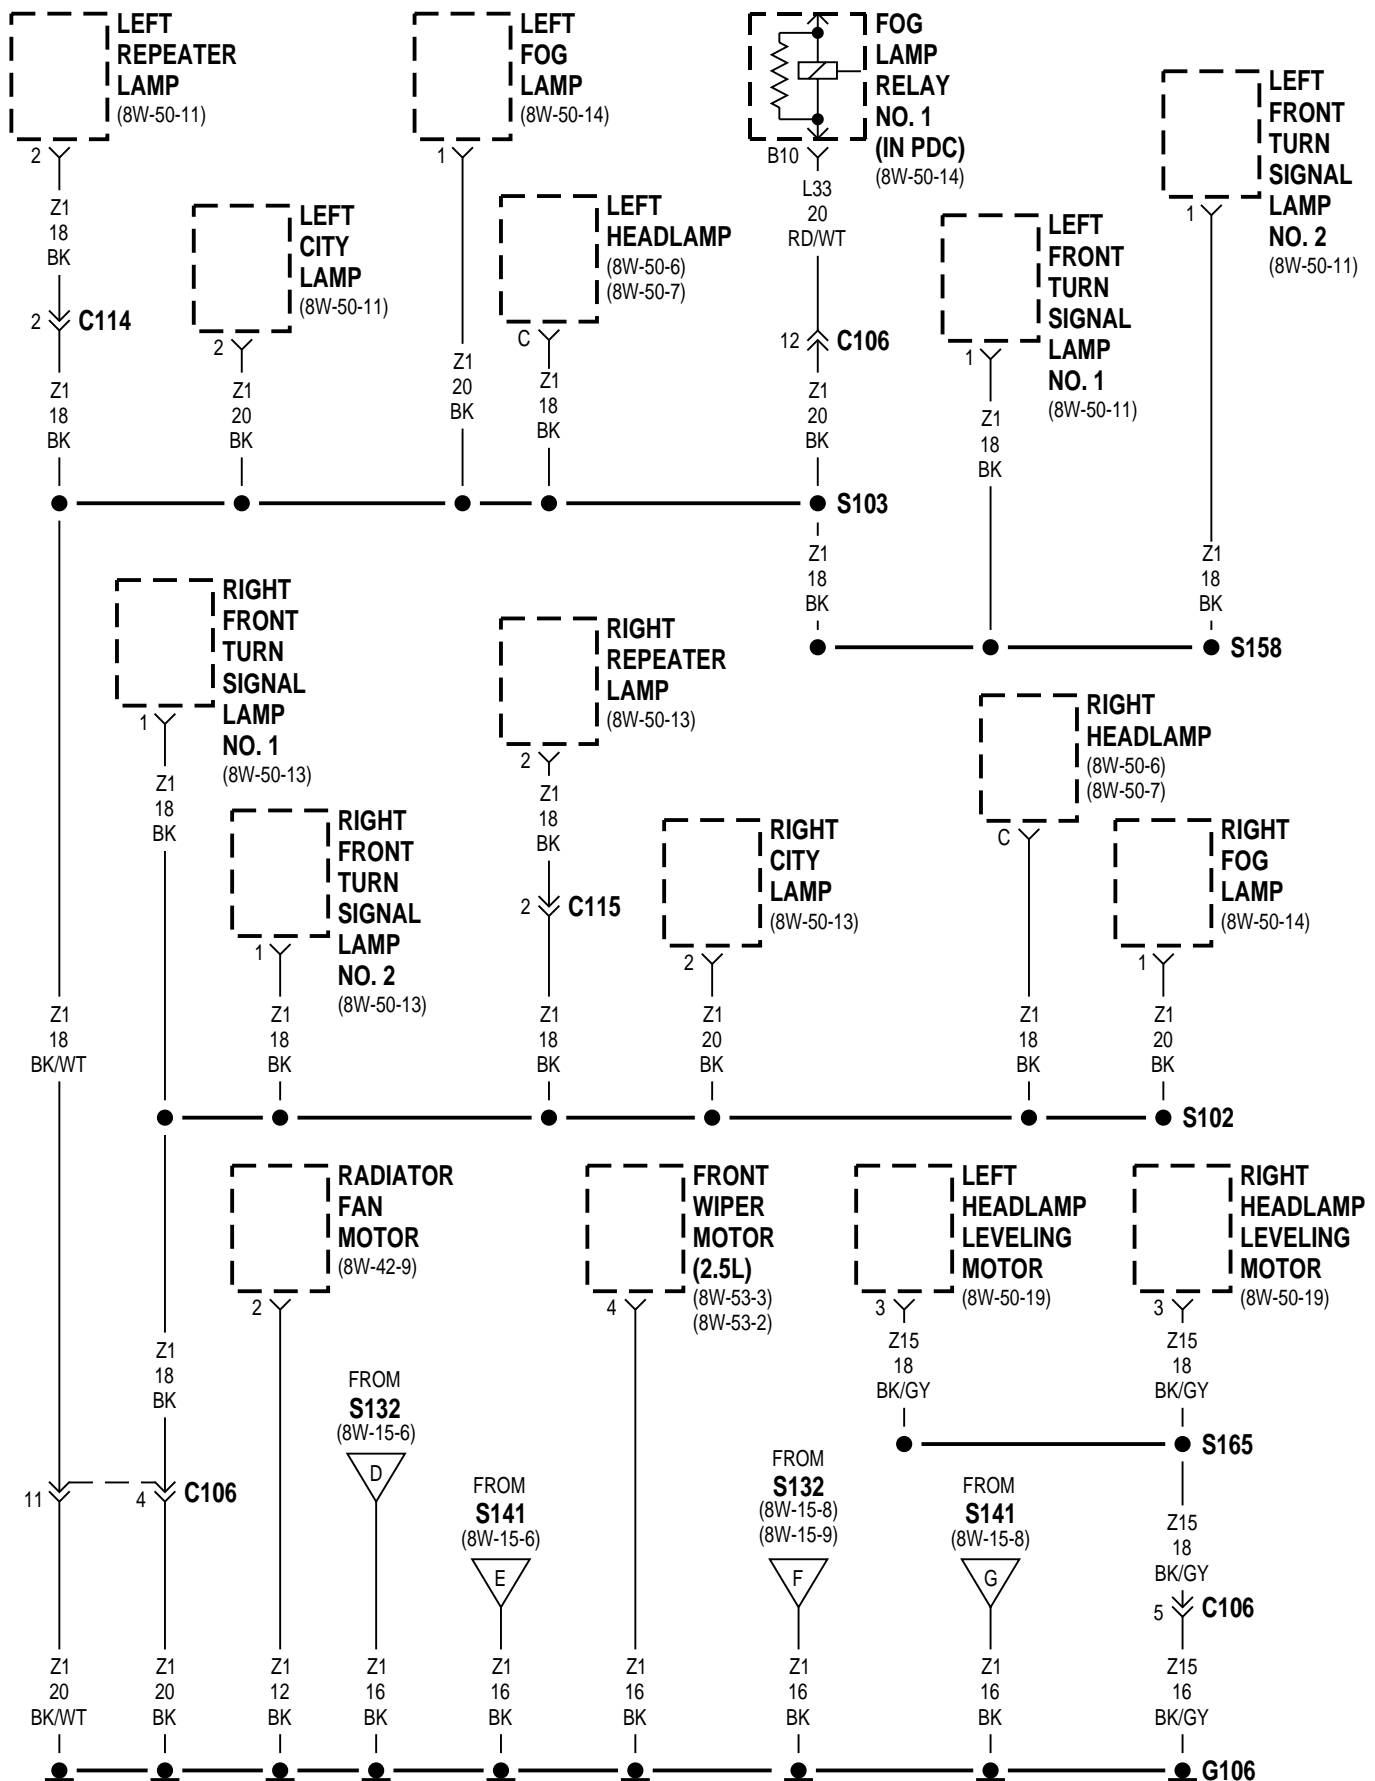 LEFT
REPEATER
LAMP
(8W-50-11)
2
Z1
18
BK
2
C114
Z1
18
BK
LEFT
CITY
LAMP
(8W-50-11)
2
Z1
20
BK
LEFT
FOG
LAMP
(8W-50-14)
1
Z1
20
BK
LEFT
HEADLAMP
(8W-50-6)
(8W-50-7)
C
Z1
18
BK
FOG
LAMP
RELAY
NO. 1
(IN PDC)
(8W-50-14)
B10
L33
20
RD/WT
12
C106
Z1
20
BK
S103
Z1
18
BK
LEFT
FRONT
TURN
SIGNAL
LAMP
NO. 1
(8W-50-11)
1
Z1
18
BK
LEFT
FRONT
TURN
SIGNAL
LAMP
NO. 2
(8W-50-11)
1
Z1
18
BK
S158
RIGHT
FRONT
TURN
SIGNAL
LAMP
NO. 1
(8W-50-13)
1
Z1
18
BK
RIGHT
FRONT
TURN
SIGNAL
LAMP
NO. 2
(8W-50-13)
1
Z1
18
BK
RIGHT
REPEATER
LAMP
(8W-50-13)
2
Z1
18
BK
2
C115
Z1
18
BK
RIGHT
CITY
LAMP
(8W-50-13)
2
Z1
20
BK
RIGHT
HEADLAMP
(8W-50-6)
(8W-50-7)
C
Z1
18
BK
RIGHT
FOG
LAMP
(8W-50-14)
1
Z1
20
BK
S102
Z1
18
BK/WT
Z1
18
BK
11
4
C106
Z1
20
BK/WT
Z1
20
BK
RADIATOR
FAN
MOTOR
(8W-42-9)
2
Z1
12
BK
FROM
S132
(8W-15-6)
D
Z1
16
BK
FROM
S141
(8W-15-6)
E
Z1
16
BK
FRONT
WIPER
MOTOR
(2.5L)
(8W-53-3)
(8W-53-2)
4
Z1
16
BK
FROM
S132
(8W-15-8)
(8W-15-9)
F
Z1
16
BK
FROM
S141
(8W-15-8)
G
Z1
16
BK
LEFT
HEADLAMP
LEVELING
MOTOR
(8W-50-19)
3
Z15
18
BK/GY
RIGHT
HEADLAMP
LEVELING
MOTOR
(8W-50-19)
3
Z15
18
BK/GY
S165
Z15
18
BK/GY
5
C106
Z15
16
BK/GY
G106